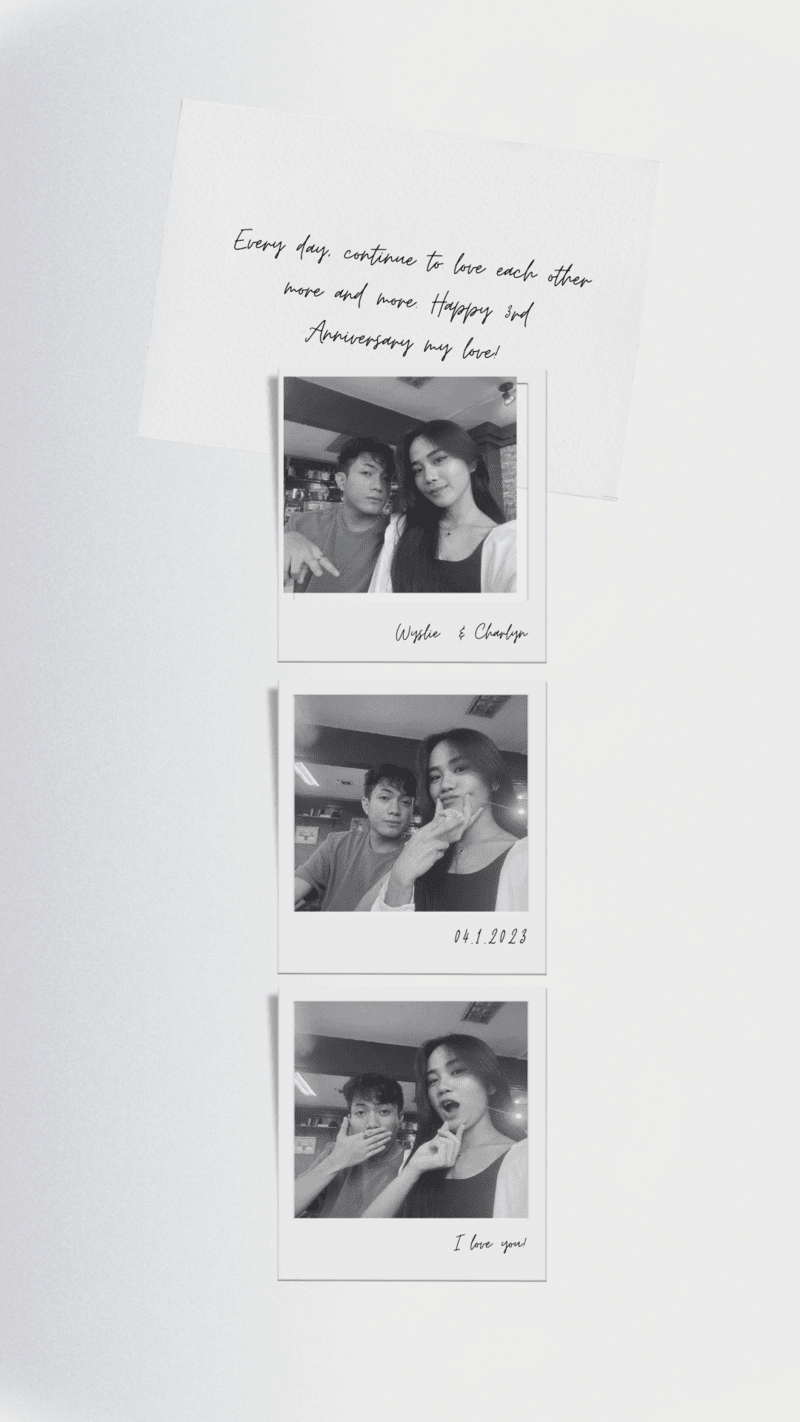 Every day, continue to love each other
more and more. Happy 3rd
Anniversary my love!
Wyslie & Charlyn
04.1.2023
I love you!